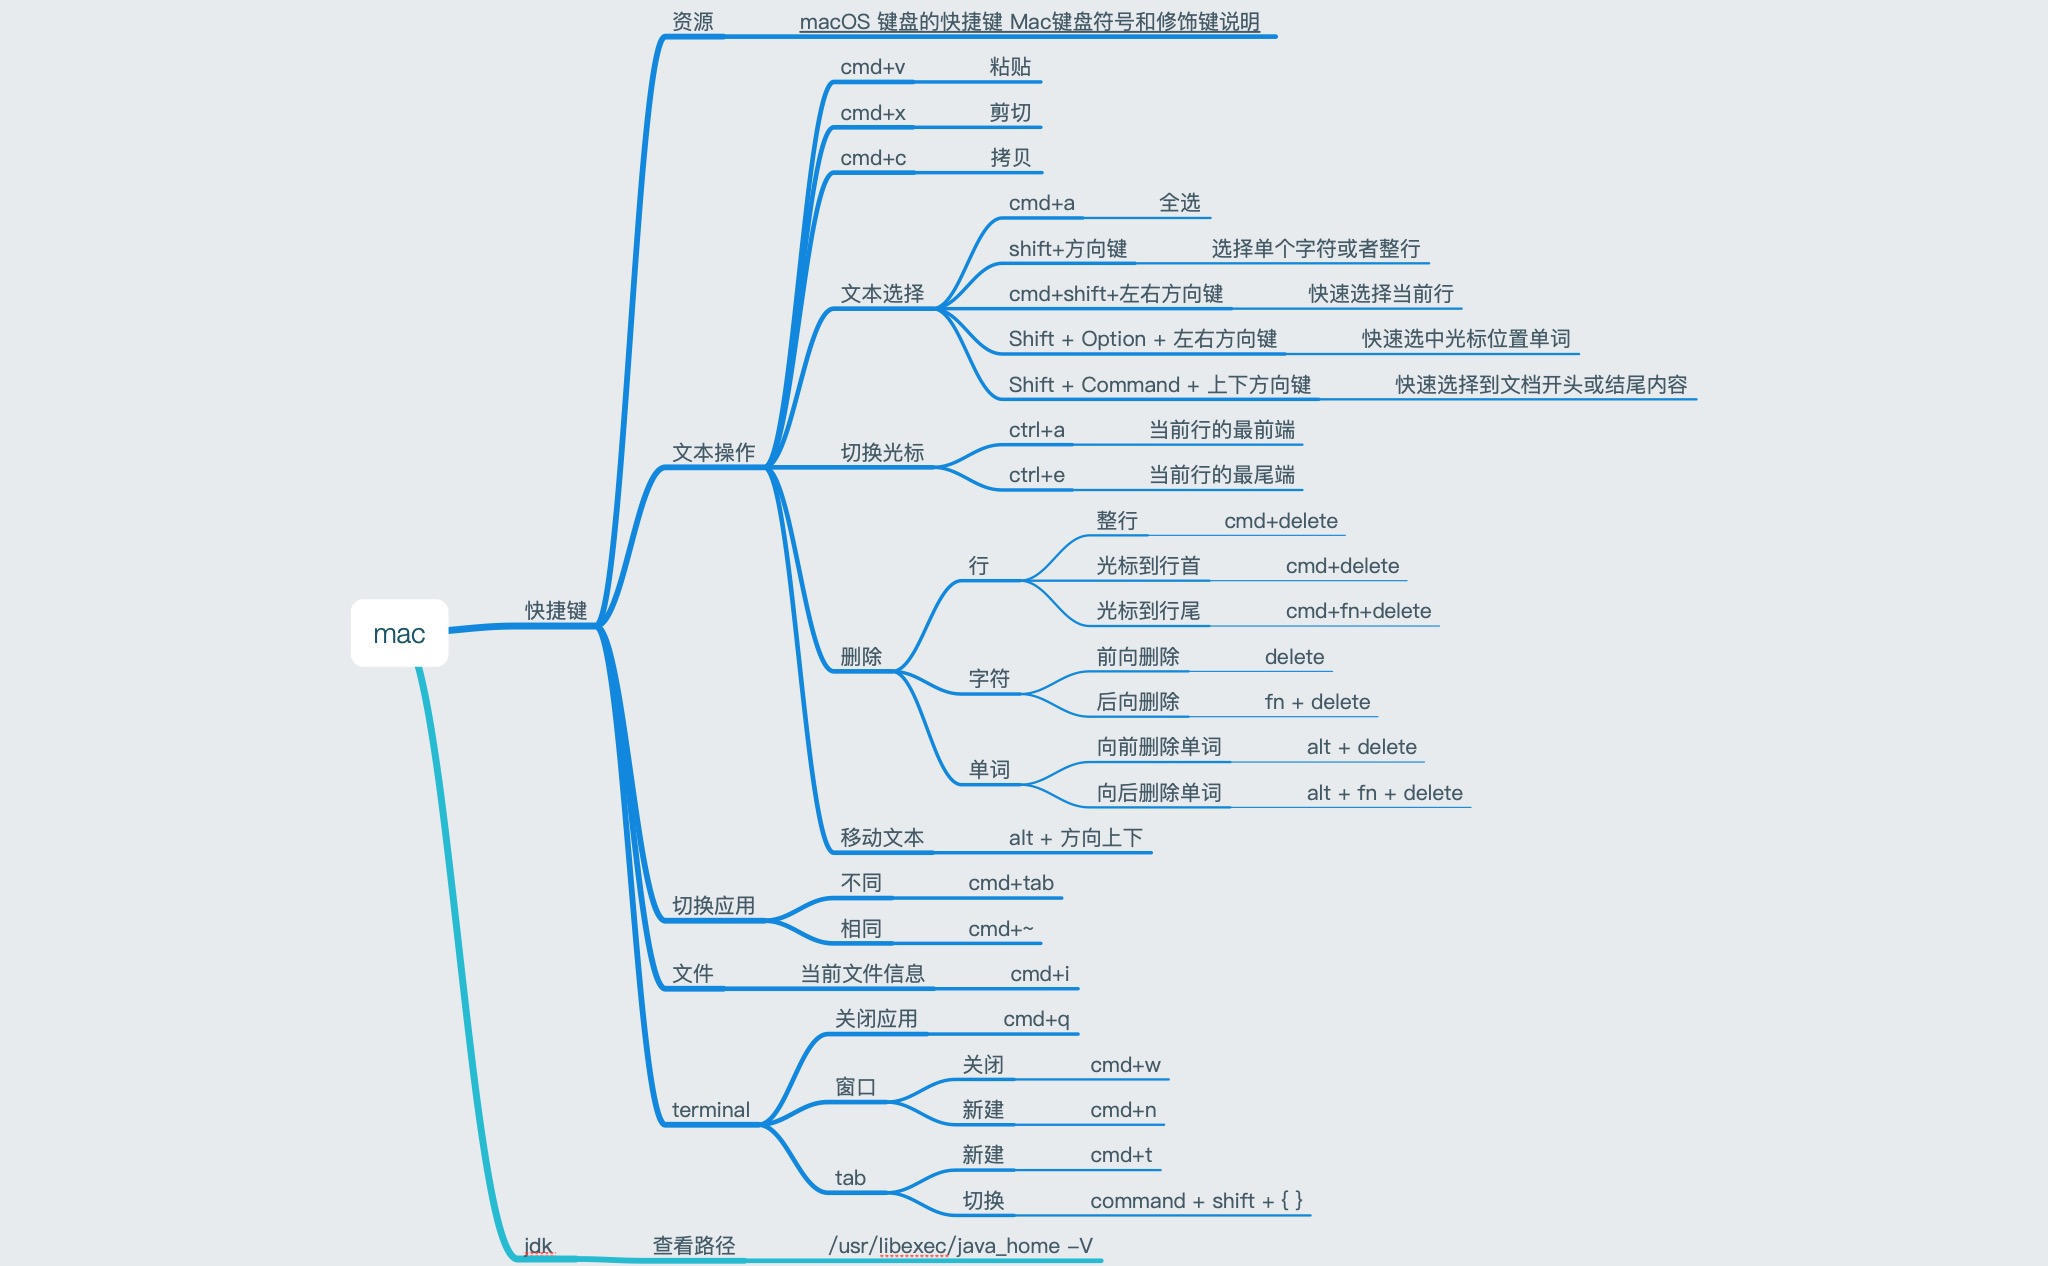 资源 macOS 键盘的快捷键 Mac键盘符号和修饰键说明
cmd+v 粘贴
cmd+x 剪切
cmd+c 拷贝
cmd+a 全选
shift+方向键 选择单个字符或者整行
文本选择 cmd+shift+左右方向键 快速选择当前行
Shift + Option + 左右方向键 快速选中光标位置单词
Shift + Command + 上下方向键 快速选择到文档开头或结尾内容
ctrl+a 当前行的最前端
文本操作 切换光标
ctrl+e 当前行的最尾端
整行 cmd+delete
行 光标到行首 cmd+delete
快捷键 光标到行尾 cmd+fn+delete
mac
删除 前向删除 delete
字符
后向删除 fn + delete
向前删除单词 alt + delete
单词
向后删除单词 alt + fn + delete
移动文本 alt + 方向上下
不同 cmd+tab
切换应用
相同 cmd+~
文件 当前文件信息 cmd+i
关闭应用 cmd+q
关闭 cmd+w
窗口
terminal 新建 cmd+n
新建 cmd+t
tab
切换 command + shift + { }
jdk 查看路径 /usr/libexec/java_home -V